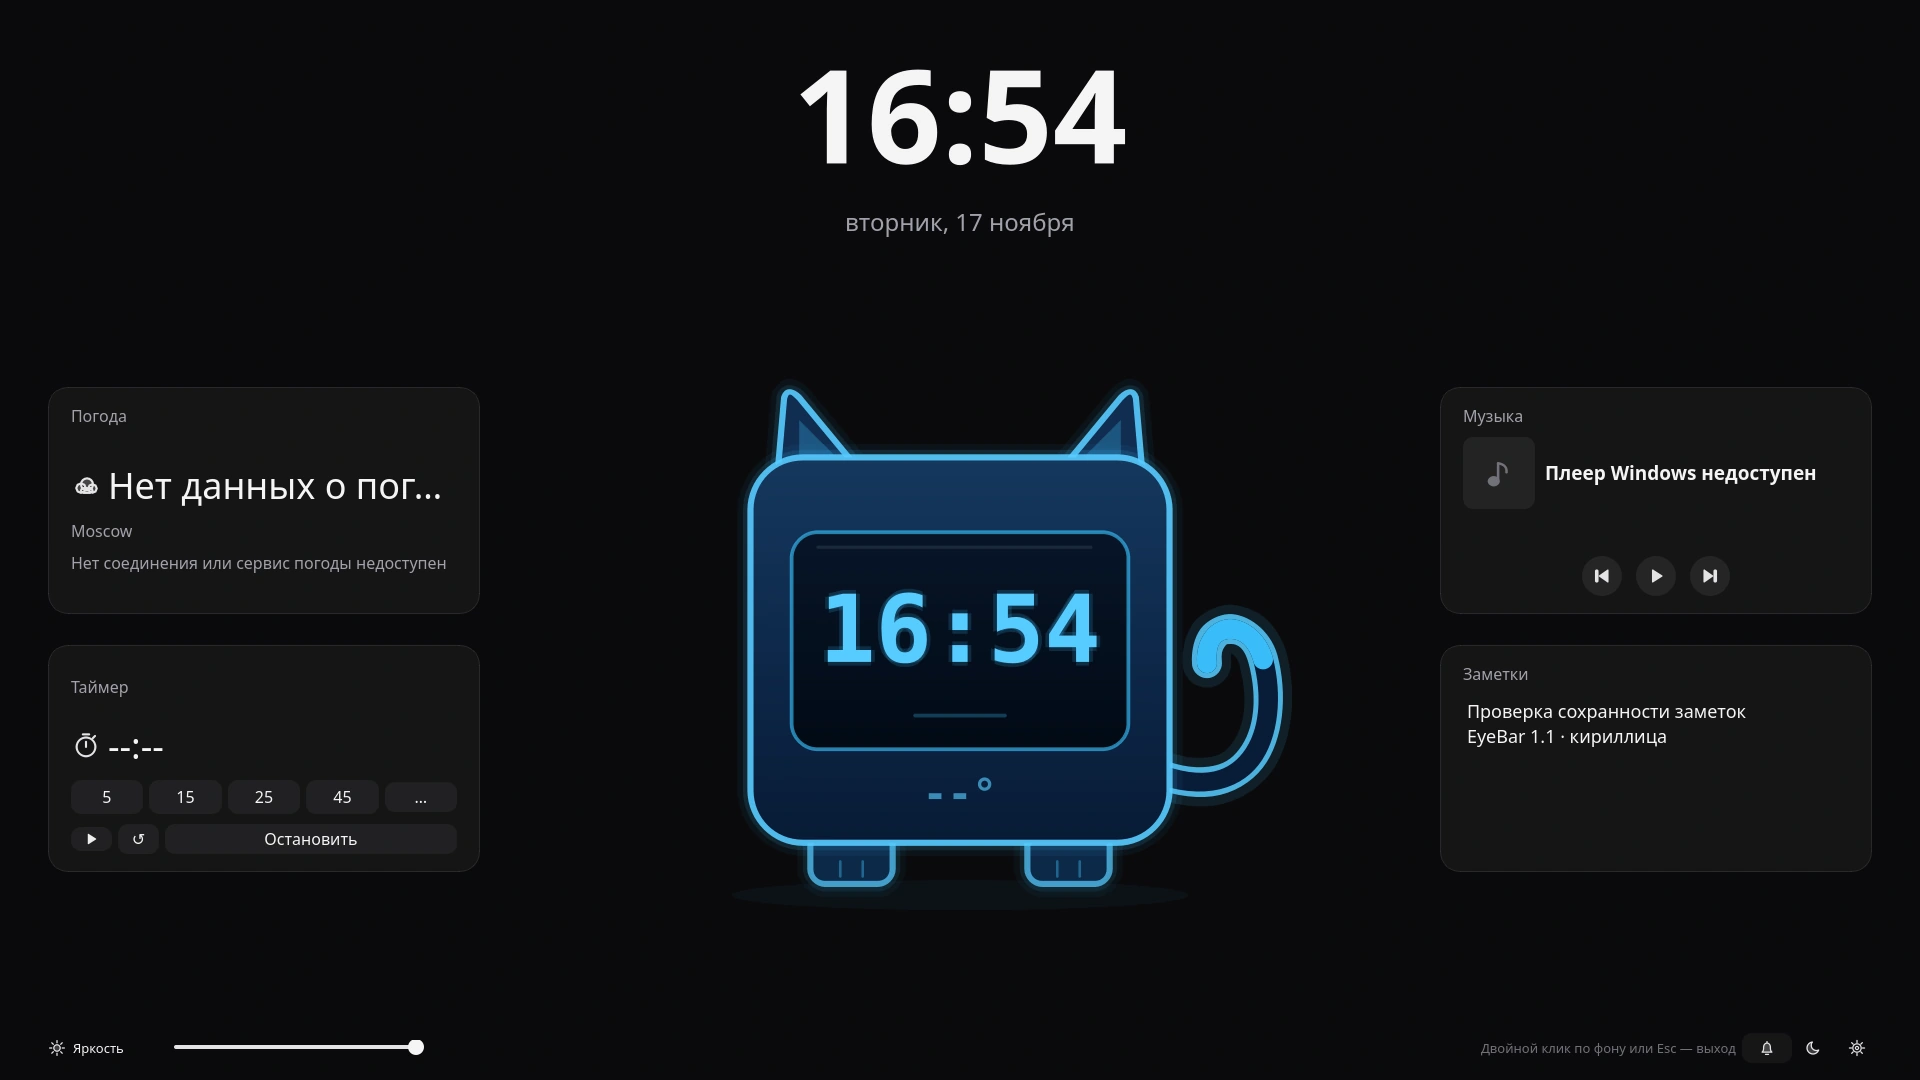 16:54
вторник, 17 ноября
Погода
Нет данных о пог...
Moscow
Нет соединения или сервис погоды недоступен
Таймер
--:--
5 15 25 45 ...
Остановить
16:54
--°
Музыка
Плеер Windows недоступен
Заметки
Проверка сохранности заметок
EyeBar 1.1 · кириллица
Яркость
Двойной клик по фону или Esc — выход